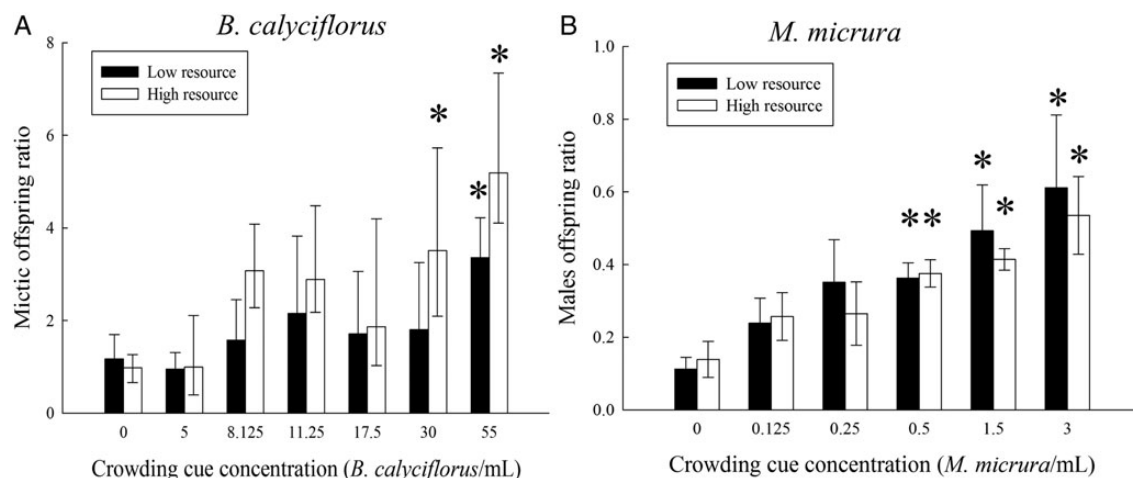 A
B. calyciflorus
8
6
4
2
0
Low resource
High resource
*
*
*
Mictic offspring ratio
0 5 8.125 11.25 17.5 30 55
Crowding cue concentration (B. calyciflorus/mL)
B
M. micrura
1.0
0.8
0.6
0.4
0.2
0.0
Low resource
High resource
*
*
*
*
**
Males offspring ratio
0 0.125 0.25 0.5 1.5 3
Crowding cue concentration (M. micrura/mL)